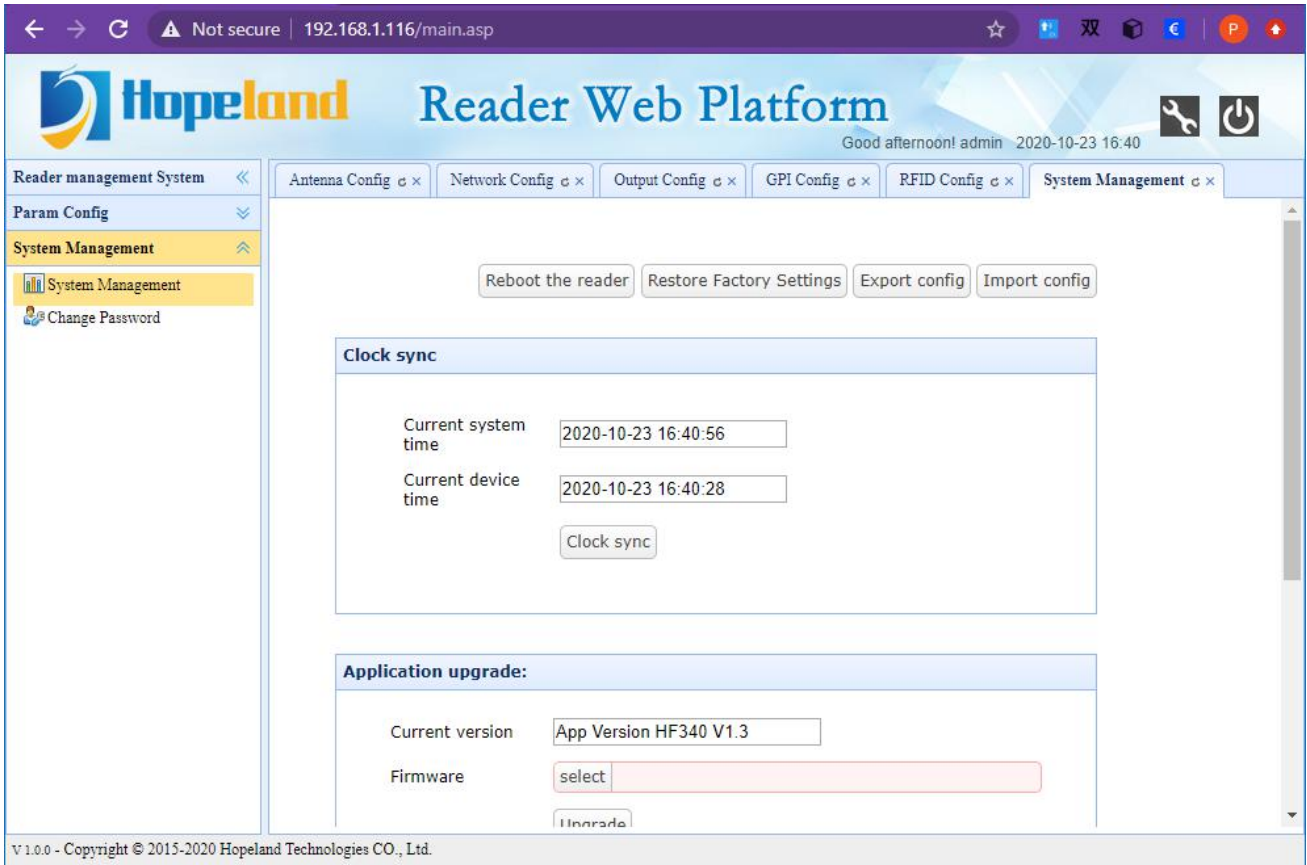 Not secure | 192.168.1.116/main.asp
双
€
P
Hopeland
Reader Web Platform
Good afternoon! admin 2020-10-23 16:40
Reader management System
Antenna Config
Network Config
Output Config
GPI Config
RFID Config
System Management
Param Config
System Management
System Management
Change Password
Reboot the reader
Restore Factory Settings
Export config
Import config
Clock sync
Current system
time
2020-10-23 16:40:56
Current device
time
2020-10-23 16:40:28
Clock sync
Application upgrade:
Current version
App Version HF340 V1.3
Firmware
select
Upgrade
V 1.0.0 - Copyright © 2015-2020 Hopeland Technologies CO., Ltd.